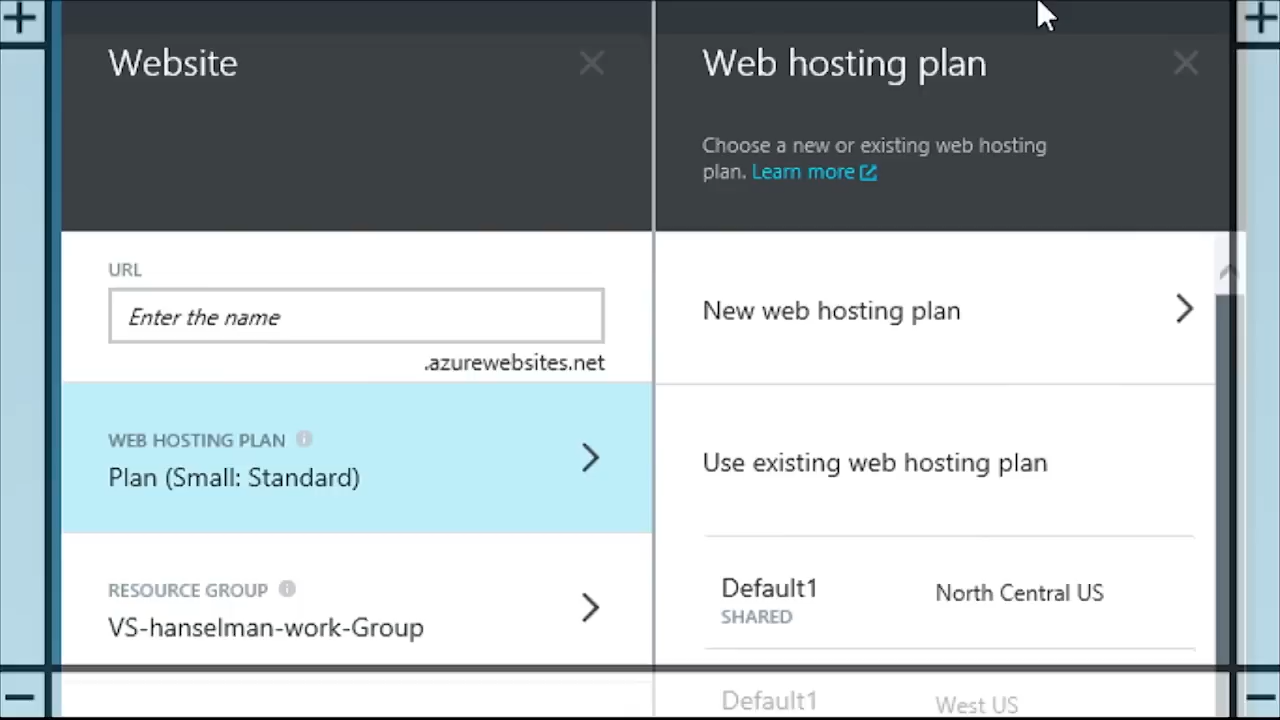 Website
URL
Enter the name
.azurewebsites.net
WEB HOSTING PLAN
Plan (Small: Standard)
RESOURCE GROUP
VS-hanselman-work-Group
Web hosting plan
Choose a new or existing web hosting
plan. Learn more
New web hosting plan
Use existing web hosting plan
Default1 North Central US
SHARED
Default1 West US